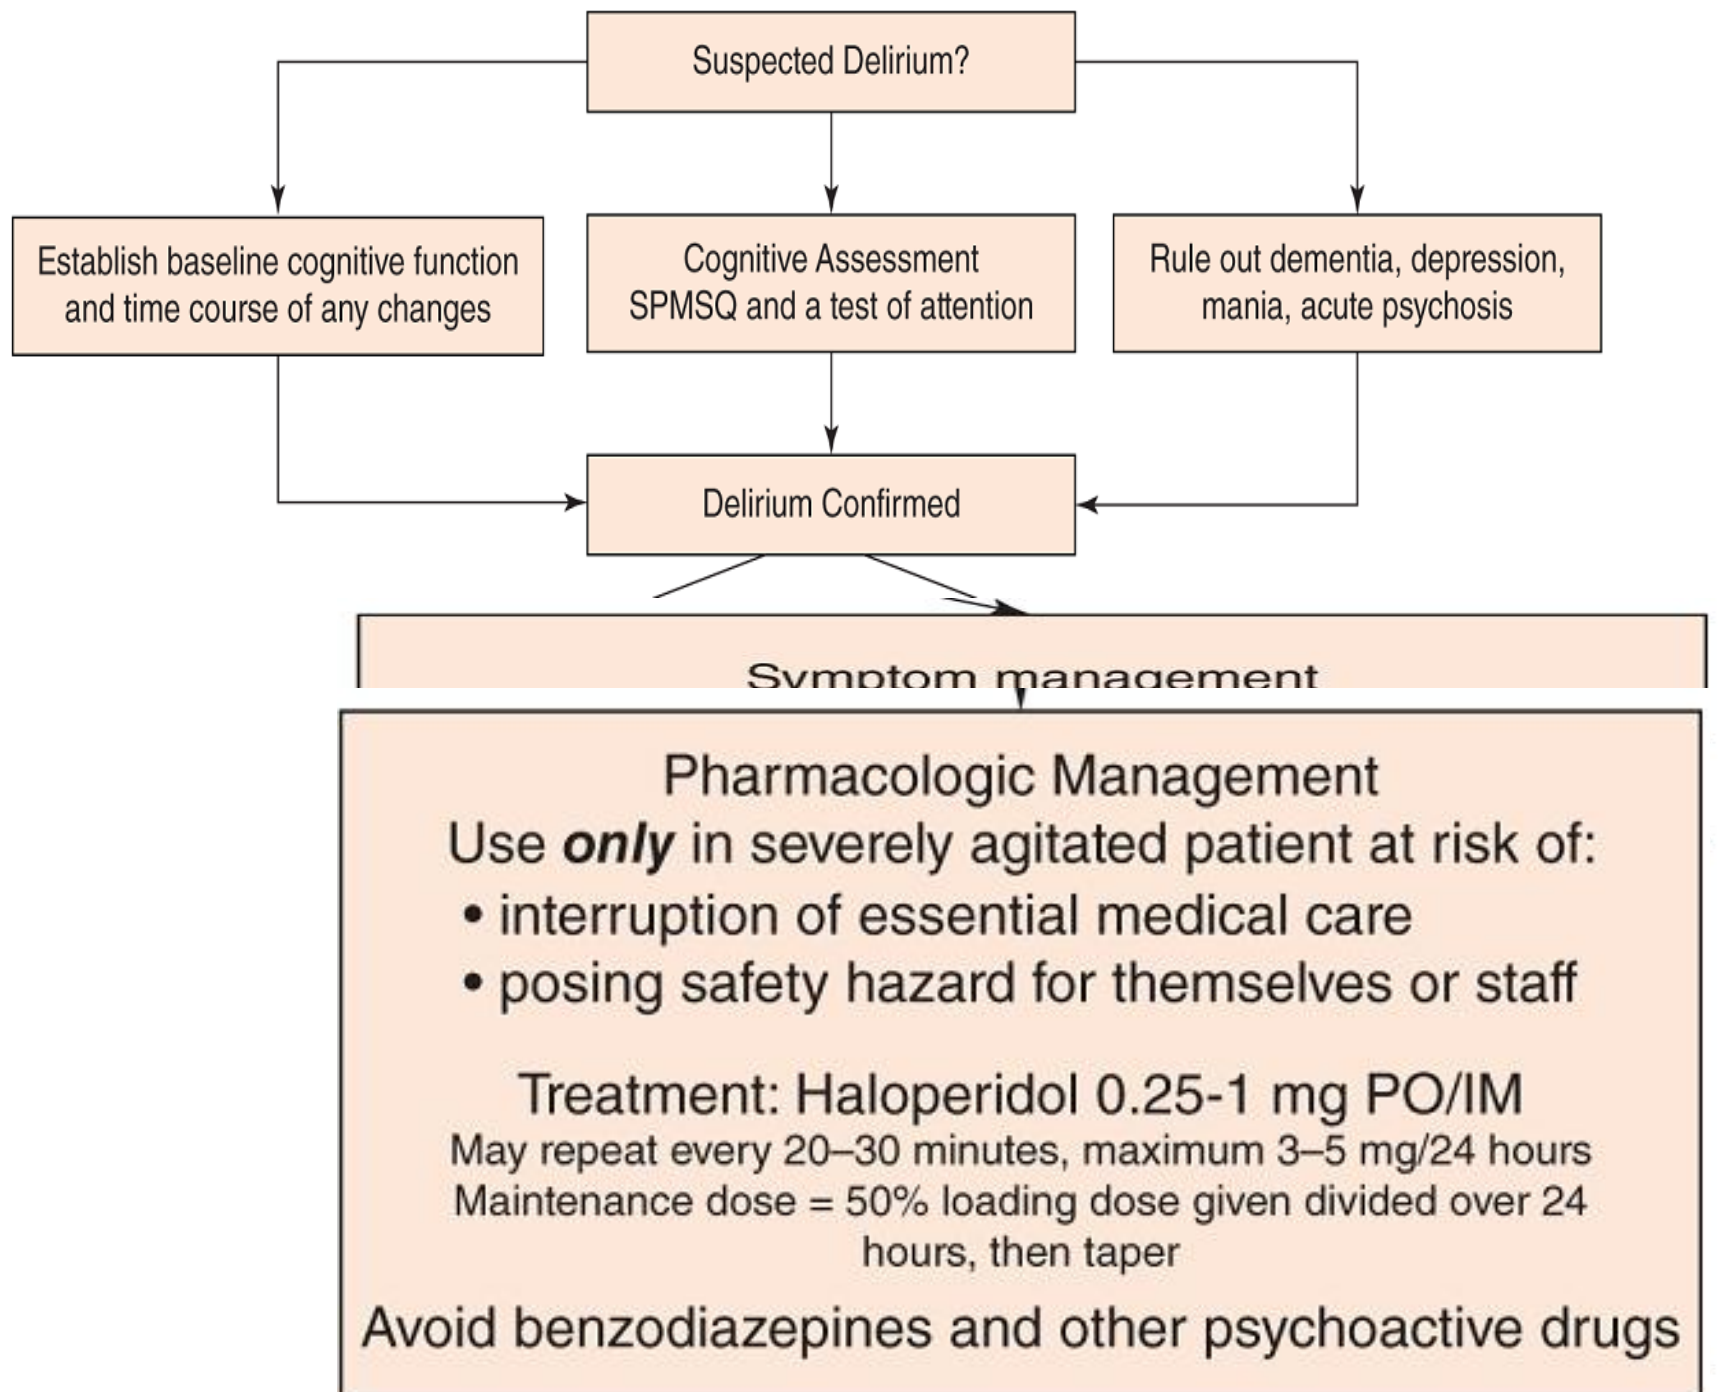 Suspected Delirium?
Establish baseline cognitive function
and time course of any changes
Cognitive Assessment
SPMSQ and a test of attention
Rule out dementia, depression,
mania, acute psychosis
Delirium Confirmed
Symptom management
Pharmacologic Management
Use only in severely agitated patient at risk of:
• interruption of essential medical care
• posing safety hazard for themselves or staff
Treatment: Haloperidol 0.25-1 mg PO/IM
May repeat every 20–30 minutes, maximum 3–5 mg/24 hours
Maintenance dose = 50% loading dose given divided over 24
hours, then taper
Avoid benzodiazepines and other psychoactive drugs